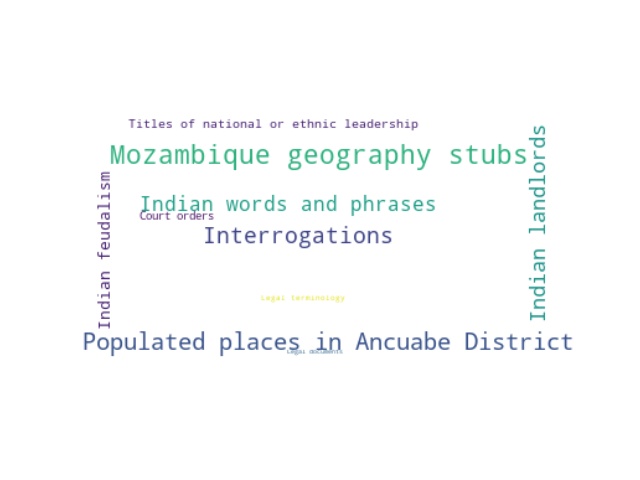 Titles of national or ethnic leadership
Mozambique geography stubs
Indian landlords
Indian feudalism
Indian words and phrases
Court orders
Interrogations
Legal terminology
Populated places in Ancuabe District
Legal documents